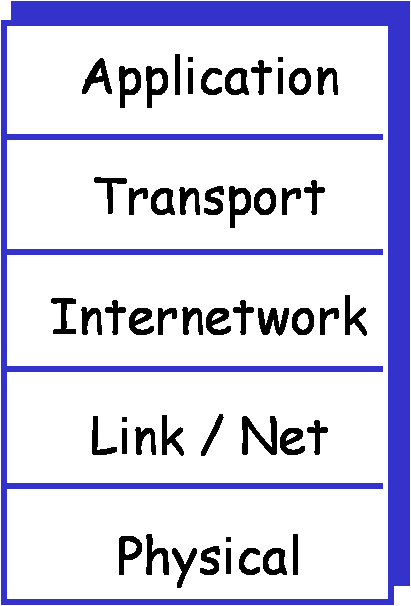 Application
Transport
Internetwork
Link / Net
Physical